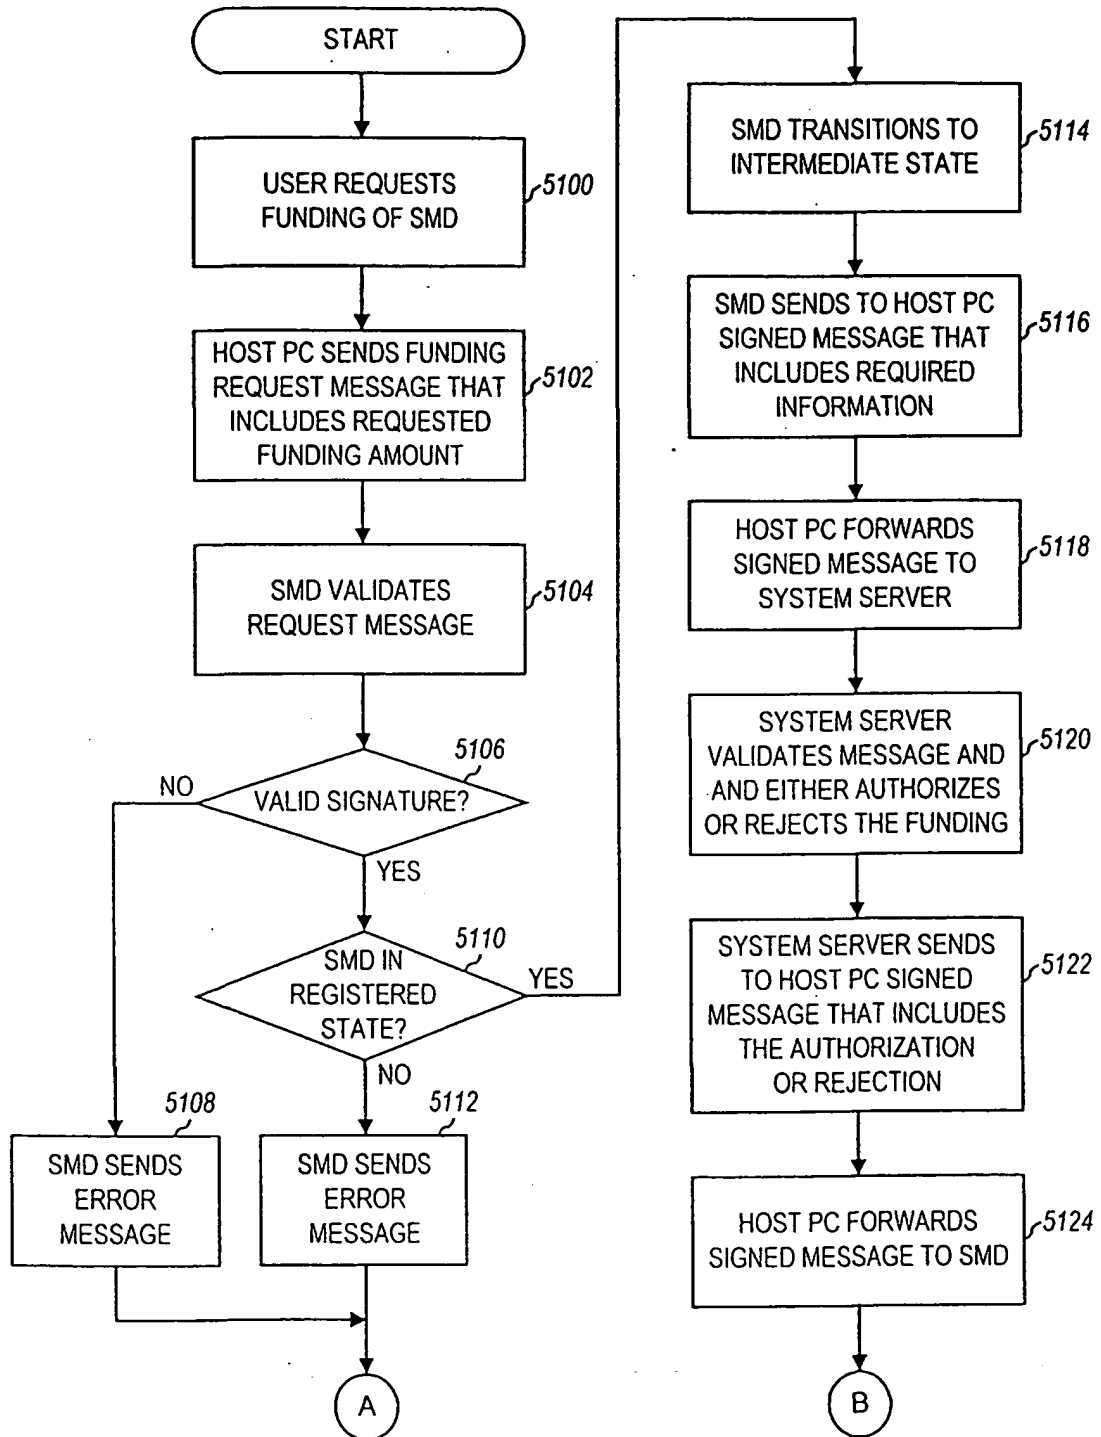 START
USER REQUESTS
FUNDING OF SMD
5100
HOST PC SENDS FUNDING
REQUEST MESSAGE THAT
INCLUDES REQUESTED
FUNDING AMOUNT
5102
SMD VALIDATES
REQUEST MESSAGE
5104
5106
VALID SIGNATURE?
NO
YES
5110
SMD IN
REGISTERED
STATE?
YES
NO
5108
SMD SENDS
ERROR
MESSAGE
5112
SMD SENDS
ERROR
MESSAGE
A
SMD TRANSITIONS TO
INTERMEDIATE STATE
5114
SMD SENDS TO HOST PC
SIGNED MESSAGE THAT
INCLUDES REQUIRED
INFORMATION
5116
HOST PC FORWARDS
SIGNED MESSAGE TO
SYSTEM SERVER
5118
SYSTEM SERVER
VALIDATES MESSAGE AND
AND EITHER AUTHORIZES
OR REJECTS THE FUNDING
5120
SYSTEM SERVER SENDS
TO HOST PC SIGNED
MESSAGE THAT INCLUDES
THE AUTHORIZATION
OR REJECTION
5122
HOST PC FORWARDS
SIGNED MESSAGE TO SMD
5124
B